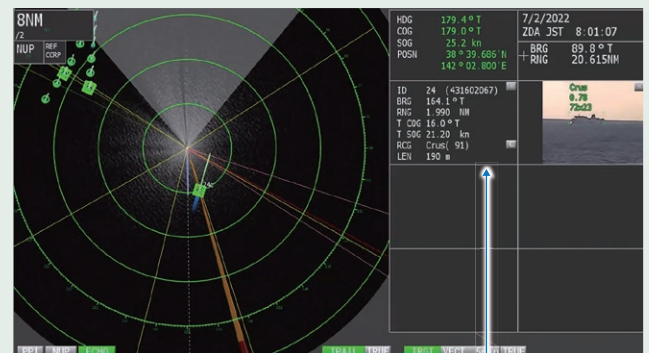 8NM
/2
NUP REF CCRP
HDG 179.4° T
COG 179.0° T
SOG 25.2 kn
POSN 38° 39.686'N
142° 02.800'E
7/2/2022
ZDA JST 8:01:07
BRG 89.8° T
RNG 20.615NM
ID 24 (431602067)
BRG 164.1° T
RNG 1.990 NM
T COG 16.0° T
T SOG 21.20 kn
RCG Crus( 91)
LEN 190 m
Crus
0.78
72x23
PPI NUP ECHO TRAIL TRUE TRGT VECT TRUE